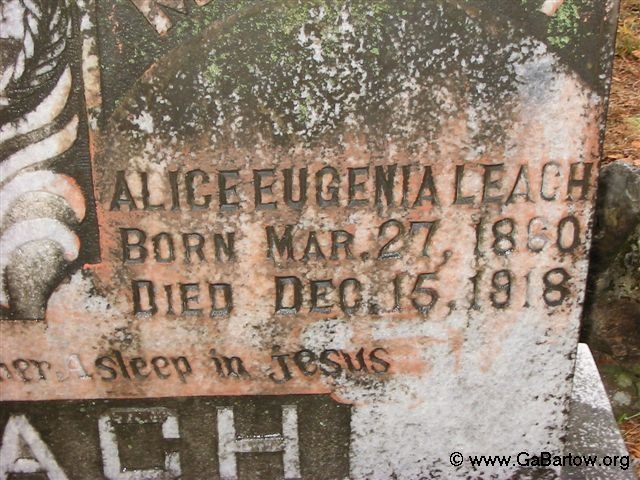 ALICE EUGENIA LEACH
BORN MAR. 27, 1860
DIED DEC. 15, 1918
Asleep in Jesus
ACH
© www.GaBartow.org